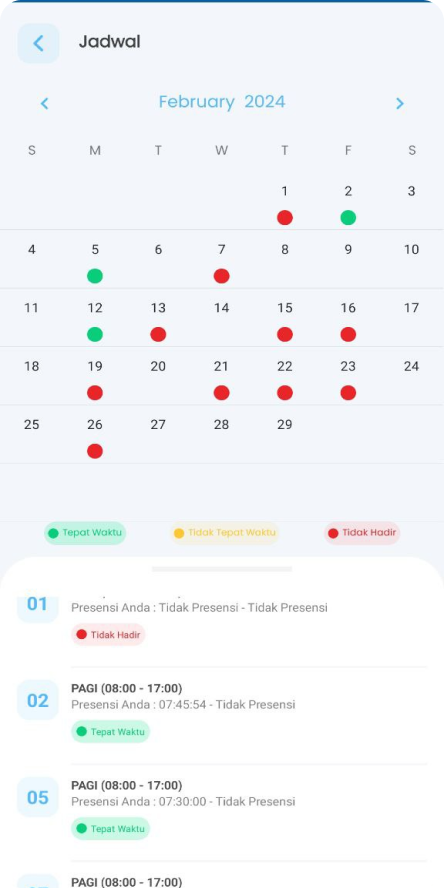 Jadwal
February 2024
S M T W T F S
1 2 3
4 5 6 7 8 9 10
11 12 13 14 15 16 17
18 19 20 21 22 23 24
25 26 27 28 29
Tepat Waktu Tidak Tepat Waktu Tidak Hadir
01
Presensi Anda : Tidak Presensi - Tidak Presensi
Tidak Hadir
02
PAGI (08:00 - 17:00)
Presensi Anda : 07:45:54 - Tidak Presensi
Tepat Waktu
05
PAGI (08:00 - 17:00)
Presensi Anda : 07:30:00 - Tidak Presensi
Tepat Waktu
PAGI (08:00 - 17:00)